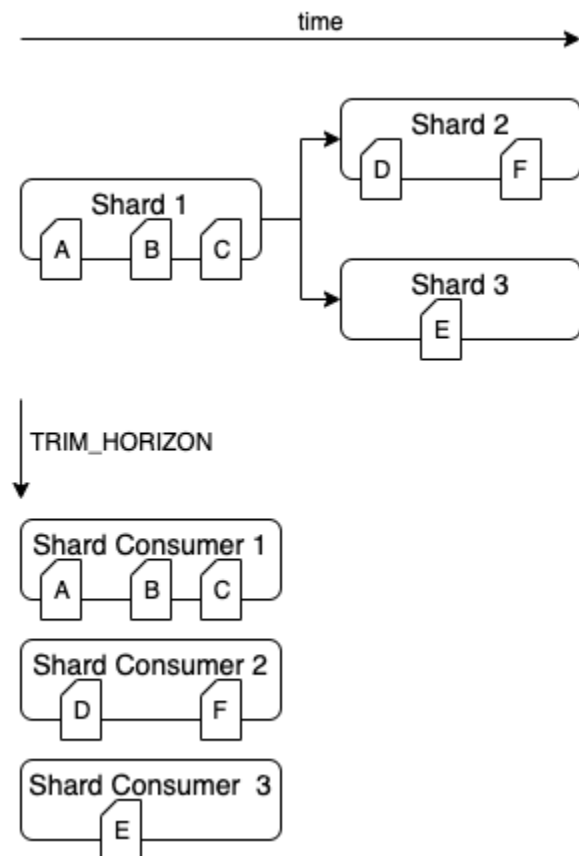 time
Shard 2
D
F
Shard 1
A
B
C
Shard 3
E
TRIM_HORIZON
Shard Consumer 1
A
B
C
Shard Consumer 2
D
F
Shard Consumer 3
E